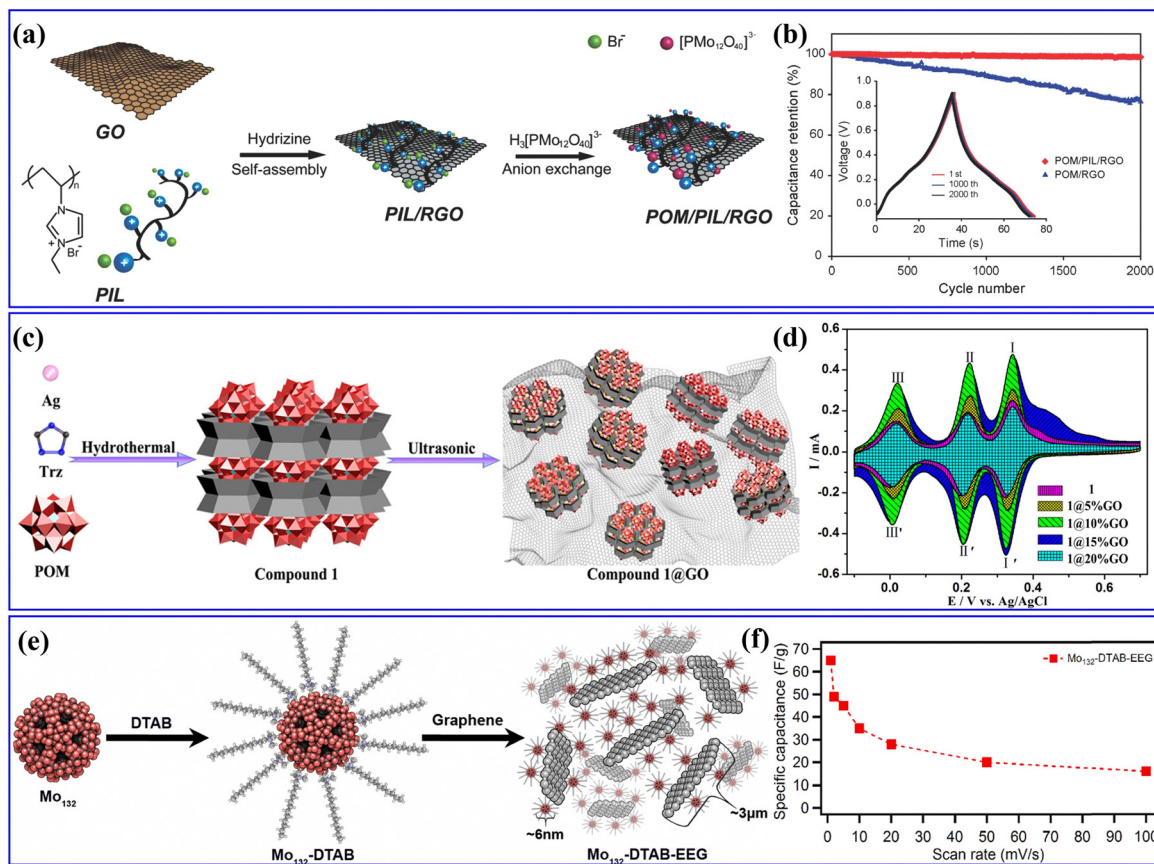 (a)
GO
PIL
n
N
N
+
Br⁻
Hydrizine
Self-assembly
PIL/RGO
Br⁻
[PMo₁₂O₄₀]³⁻
H₃[PMo₁₂O₄₀]³⁻
Anion exchange
POM/PIL/RGO
(b)
Capacitance retention (%)
100
80
60
40
20
0
0 500 1000 1500 2000
Cycle number
Voltage (V)
1.0
0.8
0.6
0.4
0.2
0.0
0 20 40 60 80
Time (s)
1 st
1000 th
2000 th
POM/PIL/RGO
POM/RGO
(c)
Ag
Trz
POM
Hydrothermal
Compound 1
Ultrasonic
Compound 1@GO
(d)
I / mA
0.6
0.4
0.2
0.0
-0.2
-0.4
-0.6
III
II
I
III'
II'
I'
1
1@5%GO
1@10%GO
1@15%GO
1@20%GO
0.0 0.2 0.4 0.6
E / V vs. Ag/AgCl
(e)
Mo₁₃₂
DTAB
Mo₁₃₂-DTAB
Graphene
~6nm
~3μm
Mo₁₃₂-DTAB-EEG
(f)
Specific capacitance (F/g)
80
70
60
50
40
30
20
10
0
Mo₁₃₂-DTAB-EEG
0 10 20 30 40 50 60 70 80 90 100
Scan rate (mV/s)